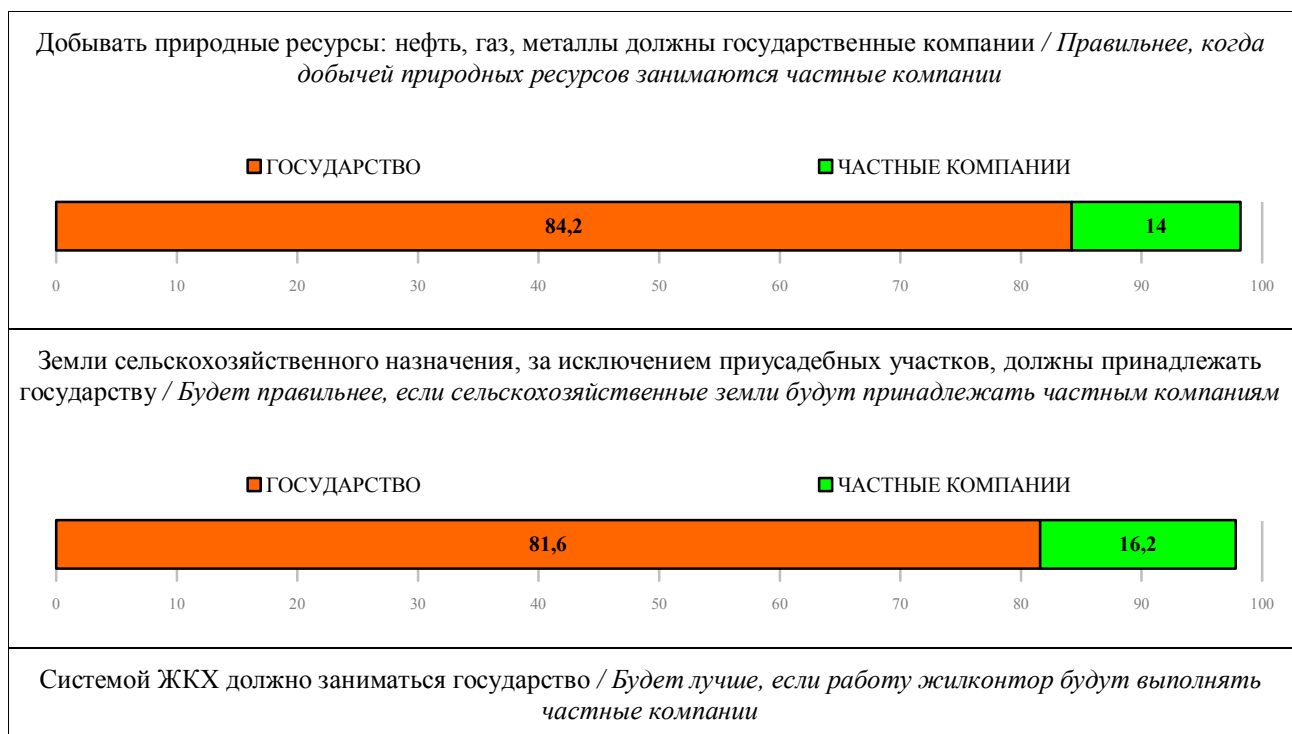 Добывать природные ресурсы: нефть, газ, металлы должны государственные компании / Правильнее, когда
добычей природных ресурсов занимаются частные компании
ГОСУДАРСТВО ЧАСТНЫЕ КОМПАНИИ
84,2 14
0 10 20 30 40 50 60 70 80 90 100
Земли сельскохозяйственного назначения, за исключением приусадебных участков, должны принадлежать
государству / Будет правильнее, если сельскохозяйственные земли будут принадлежать частным компаниям
ГОСУДАРСТВО ЧАСТНЫЕ КОМПАНИИ
81,6 16,2
0 10 20 30 40 50 60 70 80 90 100
Системой ЖКХ должно заниматься государство / Будет лучше, если работу жилконтор будут выполнять
частные компании